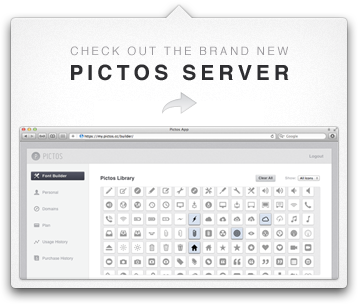 CHECK OUT THE BRAND NEW
PICTOS SERVER
Pictos App
https://my.pictos.cc/builder/
Google
PICTOS
Logout
Font Builder
Pictos Library
Clear All
Show:
All Icons
Personal
Domains
Plan
Usage History
Purchase History